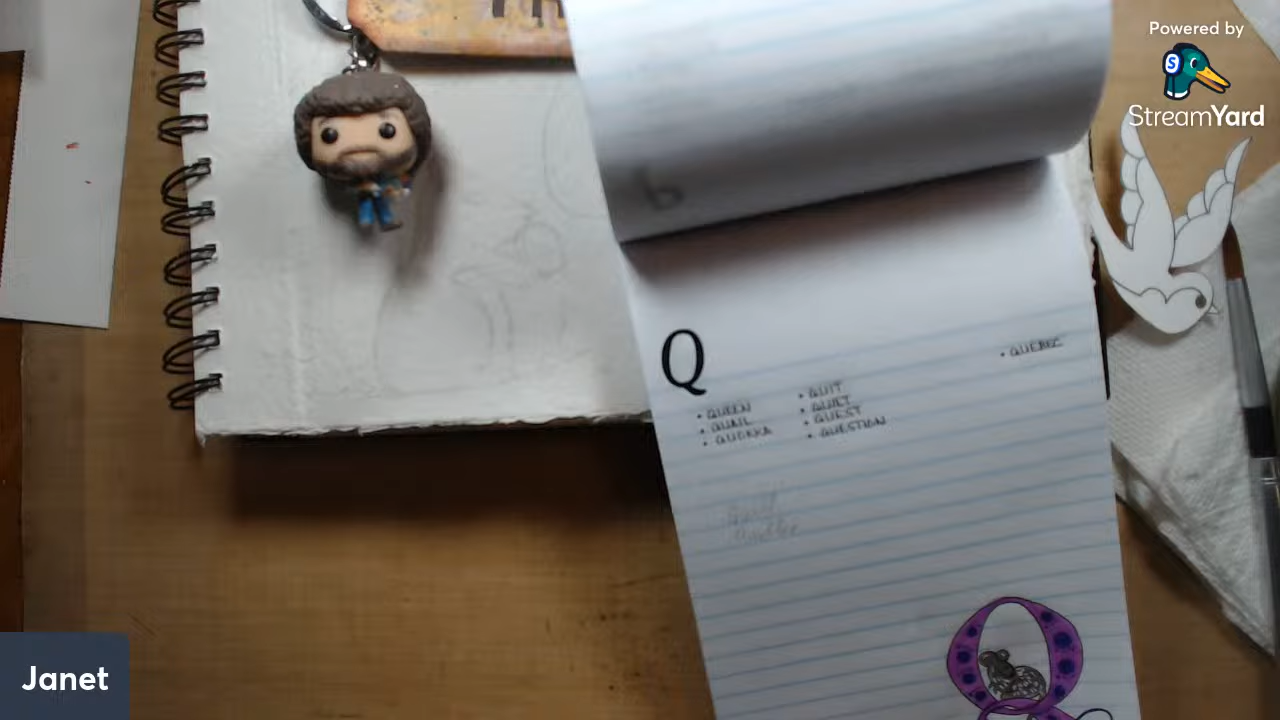 Powered by
StreamYard
Q
• QUEEN
• QUAIL
• QUOKKA
• QUIT
• QUIET
• QUEST
• QUESTION
• QUEBEC
Q
Janet